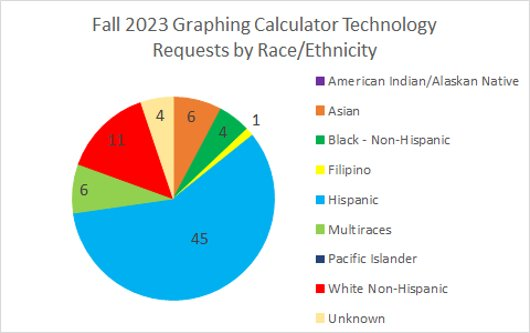 Fall 2023 Graphing Calculator Technology
Requests by Race/Ethnicity
American Indian/Alaskan Native
Asian
Black - Non-Hispanic
Filipino
Hispanic
Multiraces
Pacific Islander
White Non-Hispanic
Unknown
4
6
4
1
11
6
45